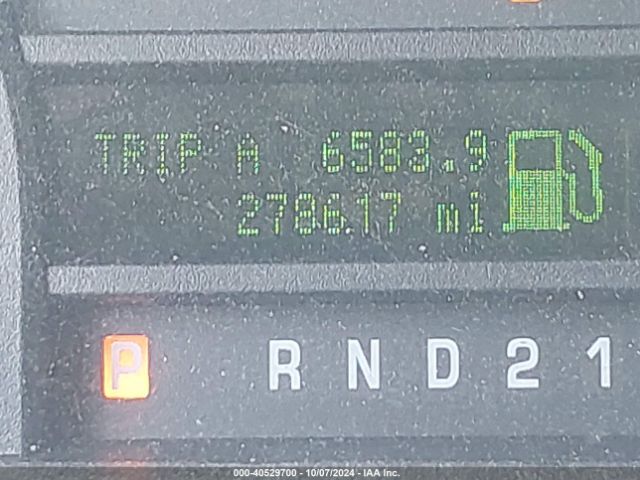 TRIP A 6583.9
278617 mi
P R N D 2 1
000-40529700 - 10/07/2024 - IAA Inc.